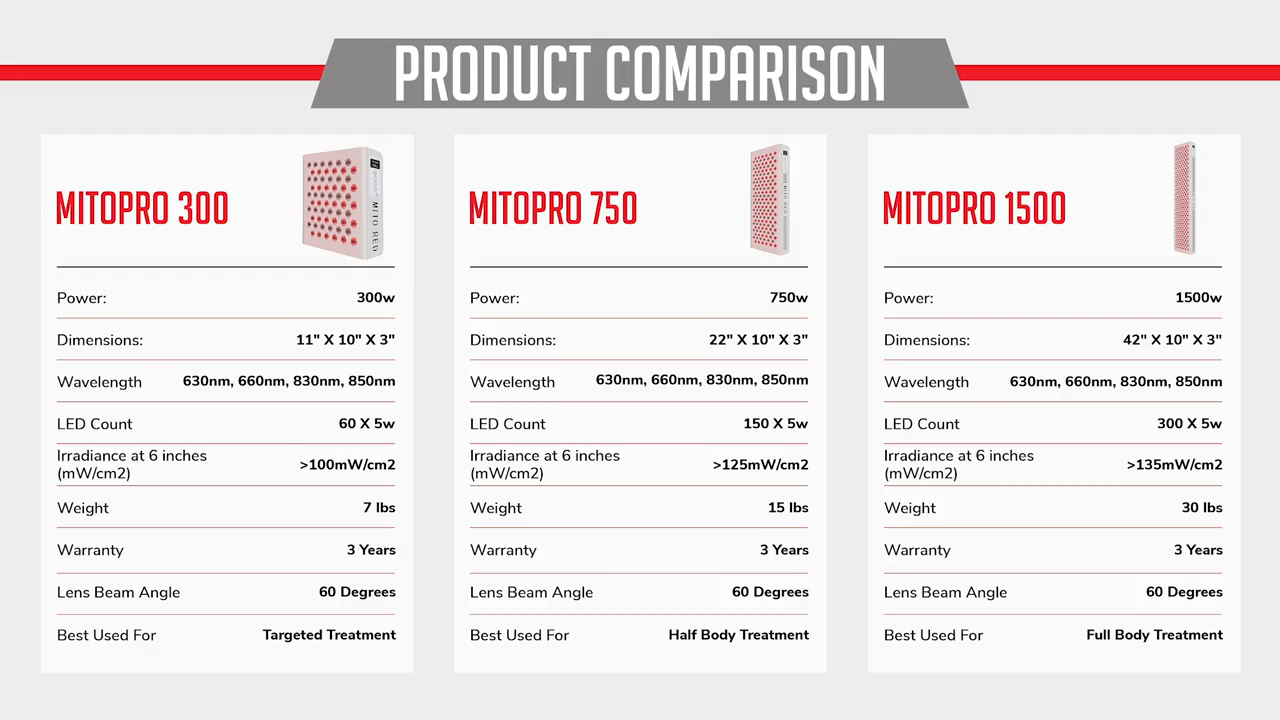 PRODUCT COMPARISON
MITOPRO 300
MITO RED
Power: 300w
Dimensions: 11" X 10" X 3"
Wavelength 630nm, 660nm, 830nm, 850nm
LED Count 60 X 5w
Irradiance at 6 inches
(mW/cm2) >100mW/cm2
Weight 7 lbs
Warranty 3 Years
Lens Beam Angle 60 Degrees
Best Used For Targeted Treatment
MITOPRO 750
MITO RED
Power: 750w
Dimensions: 22" X 10" X 3"
Wavelength 630nm, 660nm, 830nm, 850nm
LED Count 150 X 5w
Irradiance at 6 inches
(mW/cm2) >125mW/cm2
Weight 15 lbs
Warranty 3 Years
Lens Beam Angle 60 Degrees
Best Used For Half Body Treatment
MITOPRO 1500
Power: 1500w
Dimensions: 42" X 10" X 3"
Wavelength 630nm, 660nm, 830nm, 850nm
LED Count 300 X 5w
Irradiance at 6 inches
(mW/cm2) >135mW/cm2
Weight 30 lbs
Warranty 3 Years
Lens Beam Angle 60 Degrees
Best Used For Full Body Treatment